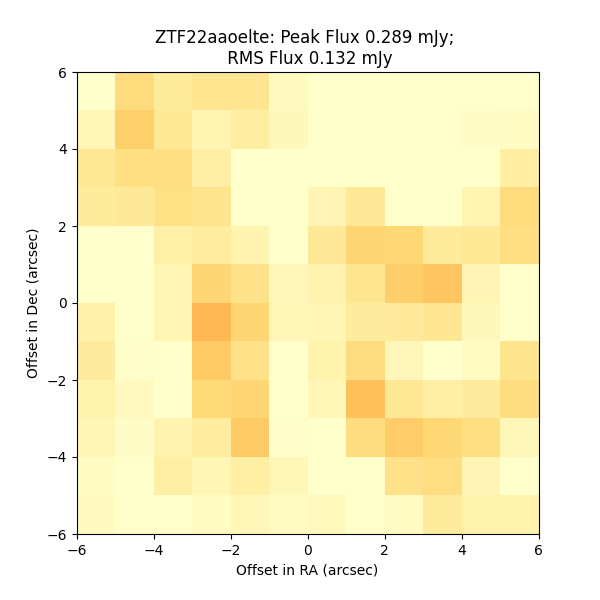 ZTF22aaoelte: Peak Flux 0.289 mJy;
RMS Flux 0.132 mJy
6
4
2
0
−2
−4
−6
Offset in Dec (arcsec)
−6 −4 −2 0 2 4 6
Offset in RA (arcsec)